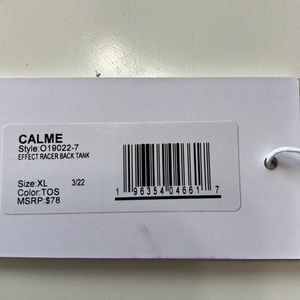 CALME
Style:O19022-7
EFFECT RACER BACK TANK
Size:XL 3/22
Color:TOS
MSRP:$78
1 96354 04661 7